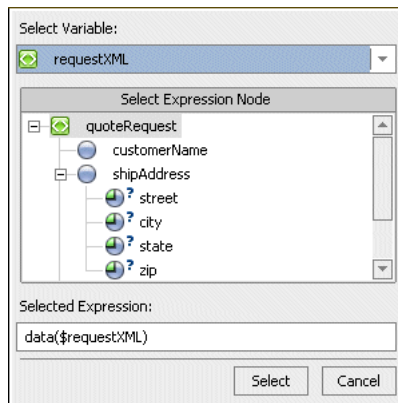 Select Variable:
requestXML
Select Expression Node
quoteRequest
customerName
shipAddress
? street
? city
? state
? zip
Selected Expression:
data($requestXML)
Select Cancel